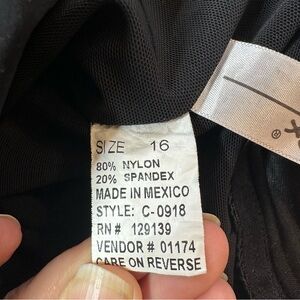 SIZE 16
80% NYLON
20% SPANDEX
MADE IN MEXICO
STYLE: C-0918
RN# 129139
VENDOR # 01174
CARE ON REVERSE